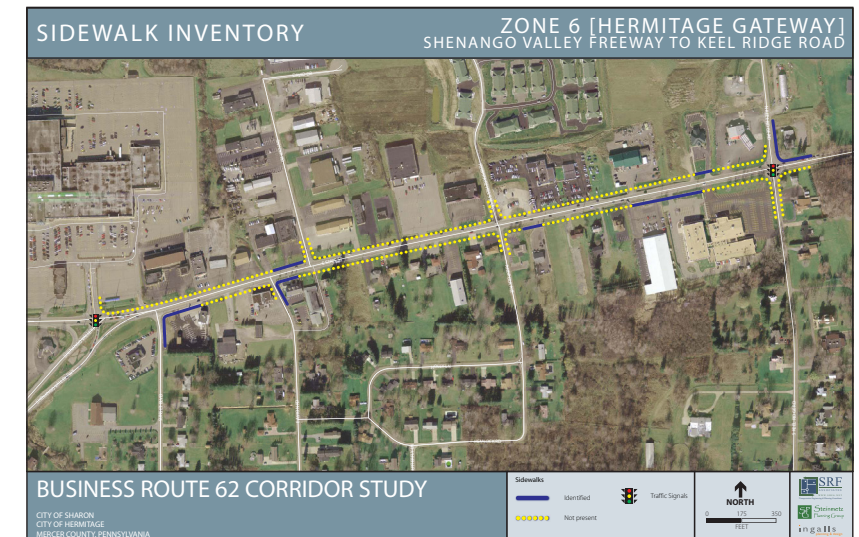 SIDEWALK INVENTORY
ZONE 6 [HERMITAGE GATEWAY]
SHENANGO VALLEY FREEWAY TO KEEL RIDGE ROAD
BUSINESS ROUTE 62 CORRIDOR STUDY
CITY OF SHARON
CITY OF HERMITAGE
MERCER COUNTY, PENNSYLVANIA
Sidewalks
Identified
Not present
Traffic Signals
NORTH
0 175 350
FEET
SRF
Steinmetz
Planning Group
ingalls